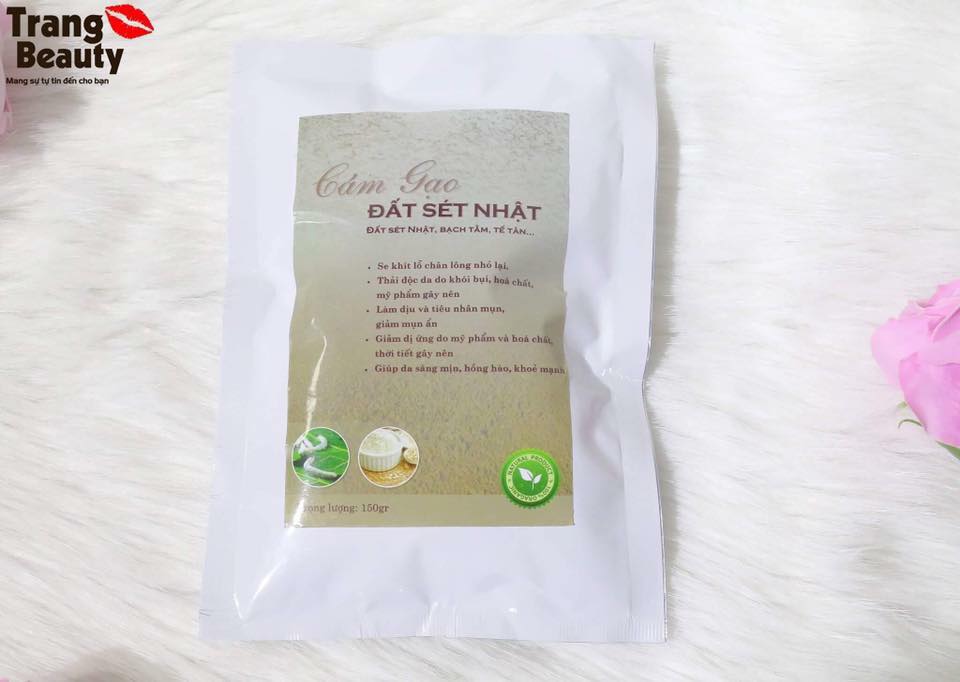 Trang
Beauty
Mang sự tự tin đến cho bạn
Cám Gạo
ĐẤT SÉT NHẬT
ĐẤT SÉT NHẬT, BẠCH TẰM, TẾ TÂN...
• Se khít lỗ chân lông nhỏ lại,
• Thải độc da do khói bụi, hoá chất,
mỹ phẩm gây nên
• Làm dịu và tiêu nhân mụn,
giảm mụn ẩn
• Giảm dị ứng do mỹ phẩm và hoá chất,
thời tiết gây nên
• Giúp da sáng mịn, hồng hào, khoẻ mạnh
NATURAL PRODUCT
100% ORGANIC
lượng: 150gr